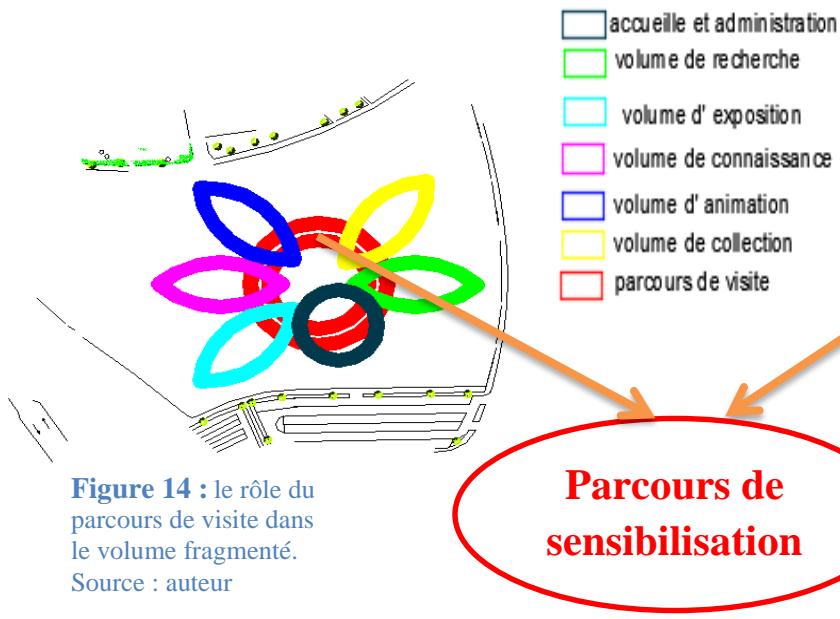 accueille et administration
volume de recherche
volume d' exposition
volume de connaissance
volume d' animation
volume de collection
parcours de visite
Figure 14 : le rôle du
parcours de visite dans
le volume fragmenté.
Source : auteur
Parcours de
sensibilisation